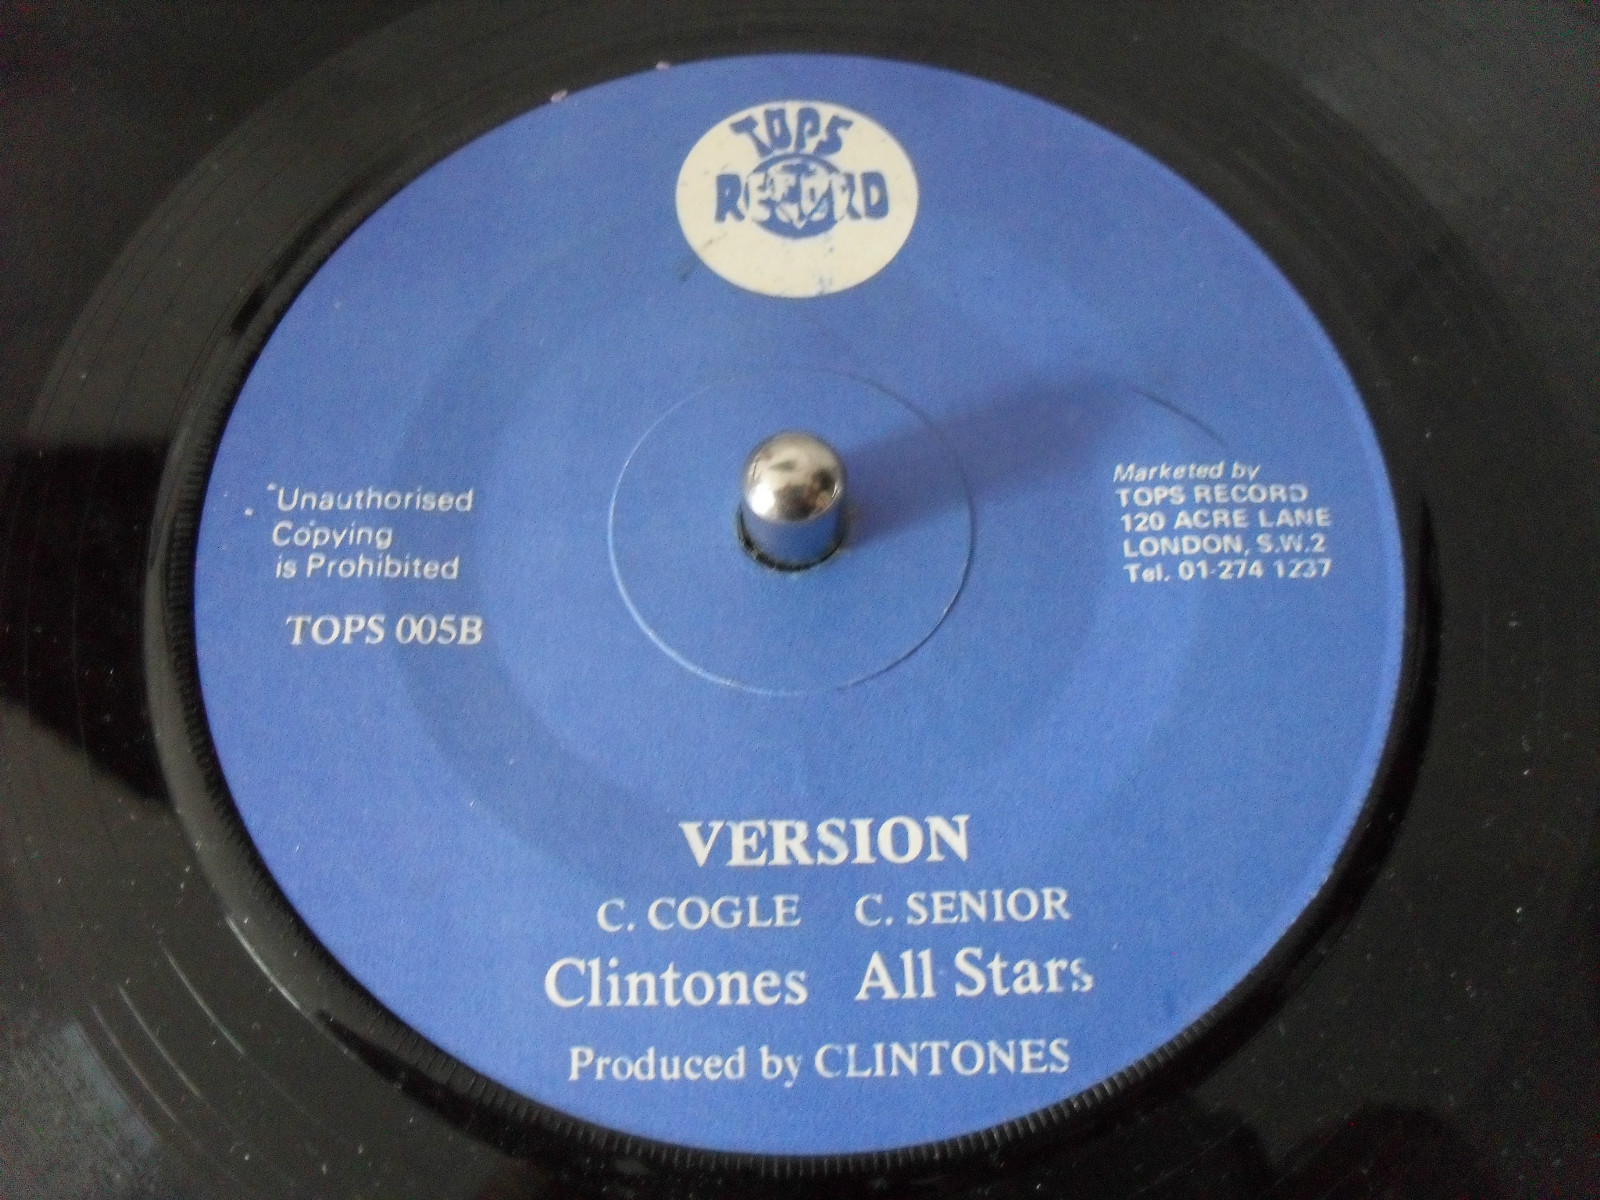 TOPS
RECORD
Unauthorised
Copying
is Prohibited
TOPS 005B
Marketed by
TOPS RECORD
120 ACRE LANE
LONDON, S.W.2
Tel. 01-274 1237
VERSION
C. COGLE C. SENIOR
Clintones All Stars
Produced by CLINTONES